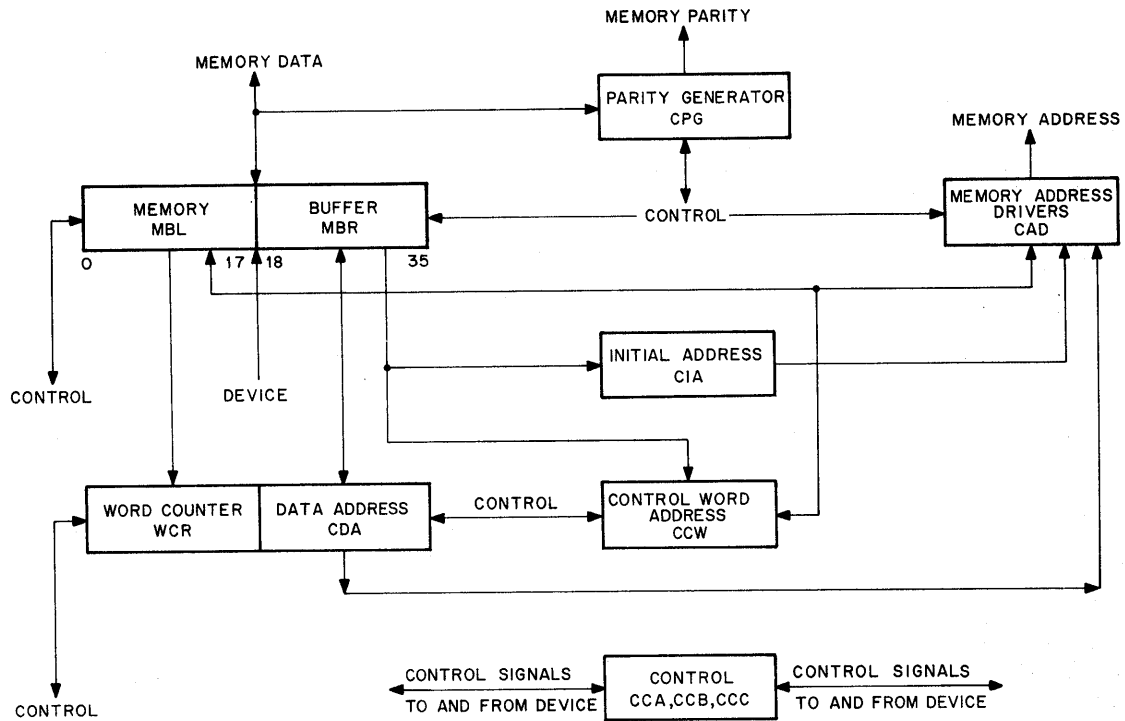 MEMORY PARITY
MEMORY DATA
PARITY GENERATOR
CPG
MEMORY ADDRESS
MEMORY
MBL
BUFFER
MBR
CONTROL
MEMORY ADDRESS
DRIVERS
CAD
0
17
18
35
INITIAL ADDRESS
CIA
CONTROL
DEVICE
WORD COUNTER
WCR
DATA ADDRESS
CDA
CONTROL
CONTROL WORD
ADDRESS
CCW
CONTROL
CONTROL SIGNALS
TO AND FROM DEVICE
CONTROL
CCA,CCB,CCC
CONTROL SIGNALS
TO AND FROM DEVICE